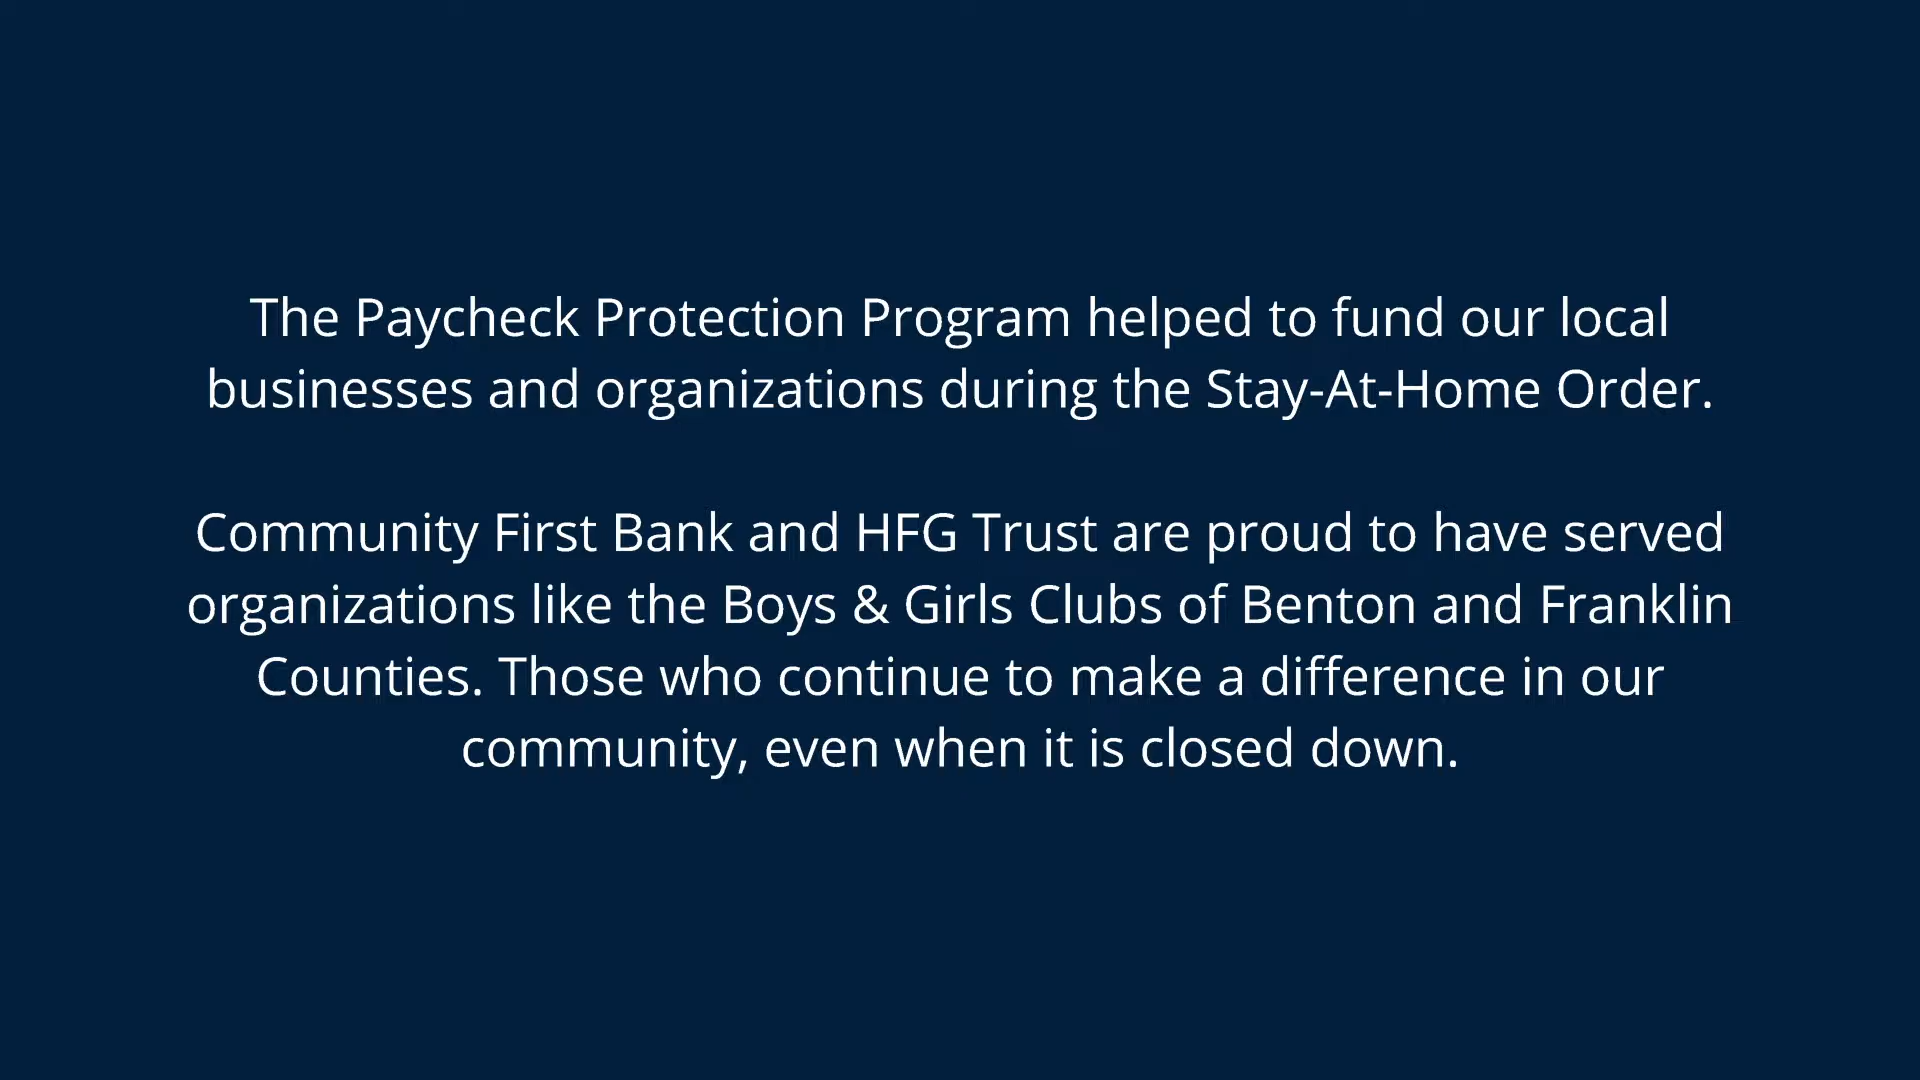 The Paycheck Protection Program helped to fund our local
businesses and organizations during the Stay-At-Home Order.
Community First Bank and HFG Trust are proud to have served
organizations like the Boys & Girls Clubs of Benton and Franklin
Counties. Those who continue to make a difference in our
community, even when it is closed down.